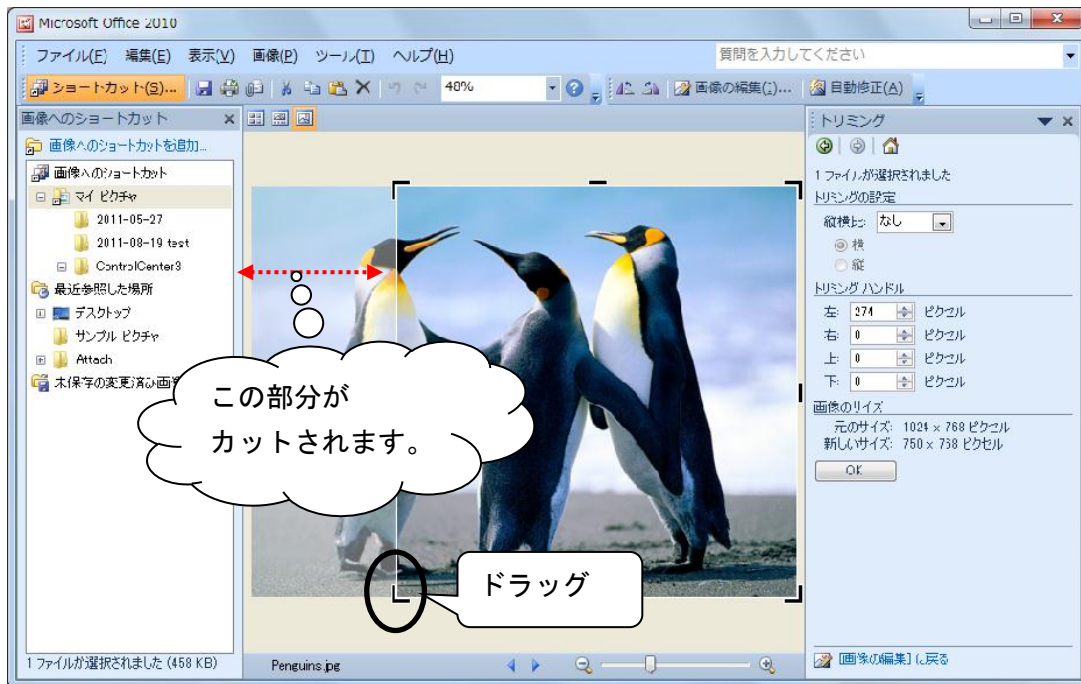 Microsoft Office 2010
ファイル(F) 編集(E) 表示(V) 画像(P) ツール(T) ヘルプ(H)
質問を入力してください
ショートカット(S)... 48% 画像の編集(I)... 自動修正(A)
画像へのショートカット
画像へのショートカットを追加...
画像へのショートカット
マイ ピクチャ
2011-05-27
2011-08-19 test
ControlCenter3
最近参照した場所
デスクトップ
サンプル ピクチャ
Attach
未保存の変更済み画
この部分が
カットされます。
ドラッグ
トリミング
1 ファイルが選択されました
トリミングの設定
縦横比: なし
横
縦
トリミング ハンドル
左: 274 ピクセル
右: 0 ピクセル
上: 0 ピクセル
下: 0 ピクセル
画像のサイズ
元のサイズ: 1024 × 768 ピクセル
新しいサイズ: 750 × 768 ピクセル
OK
[画像の編集] に戻る
1 ファイルが選択されました (458 KB)
Penguins.jpg